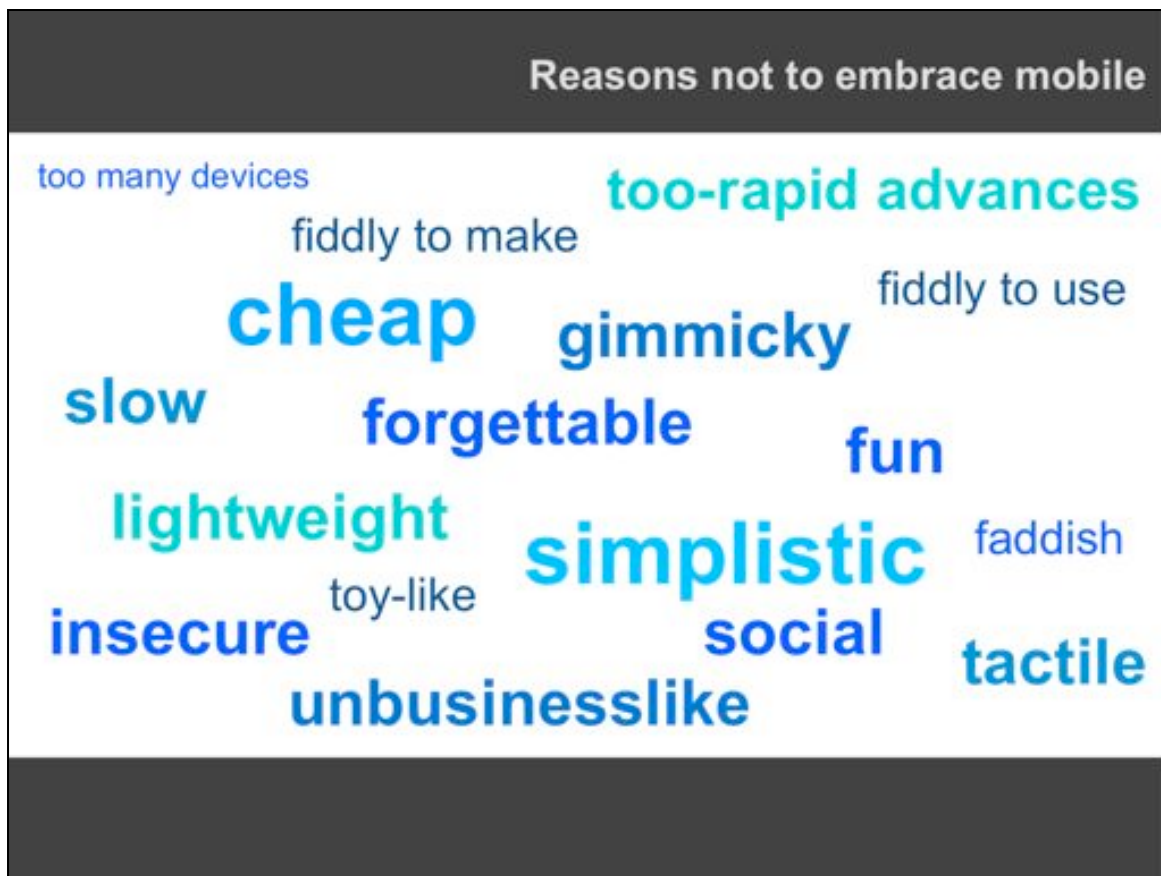 Reasons not to embrace mobile
too many devices
too-rapid advances
fiddly to make
fiddly to use
cheap
gimmicky
slow
forgettable
fun
lightweight
simplistic
faddish
toy-like
insecure
social
tactile
unbusinesslike